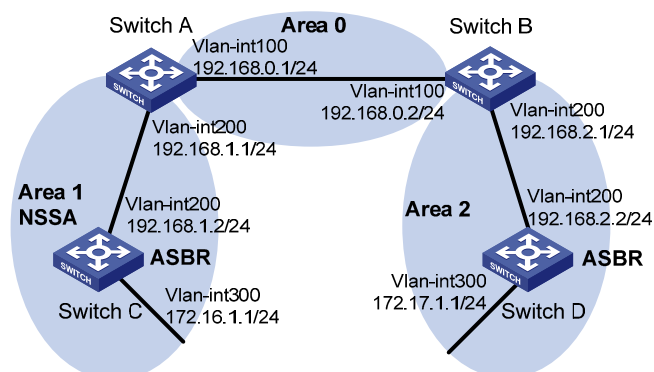 Switch A
Area 0
Switch B
Vlan-int100
192.168.0.1/24
Vlan-int100
192.168.0.2/24
SWITCH
SWITCH
Vlan-int200
192.168.1.1/24
Vlan-int200
192.168.2.1/24
Area 1
NSSA
Vlan-int200
192.168.1.2/24
Area 2
Vlan-int200
192.168.2.2/24
SWITCH
ASBR
SWITCH
ASBR
Switch C
Vlan-int300
172.16.1.1/24
Vlan-int300
172.17.1.1/24
Switch D